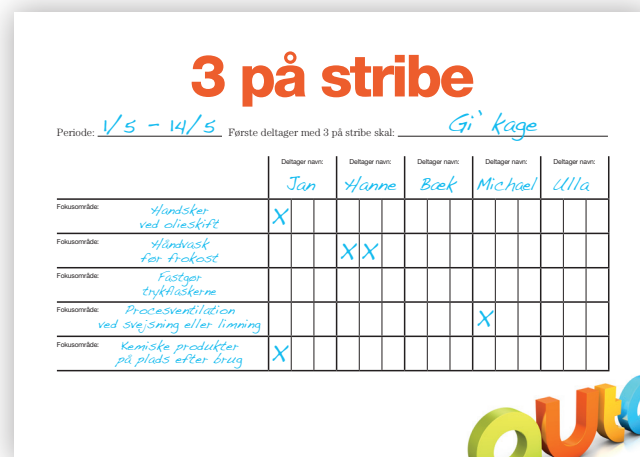 3 på stribe
Periode: 1/5 - 14/5 Første deltager med 3 på stribe skal: Gi' kage
Deltager navn: Deltager navn: Deltager navn: Deltager navn: Deltager navn:
Jan Hanne Bæk Michael Ulla
Fokusområde: Handsker
ved olieskift
X
Fokusområde: Håndvask
før frokost
X X
Fokusområde: Fastgør
trykflaskerne
Fokusområde: Procesventilation
ved svejsning eller limning
X
Fokusområde: Kemiske produkter
på plads efter brug
X